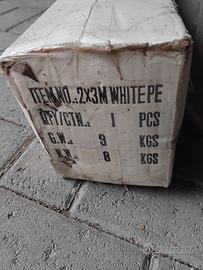 ITEM NO.:2X3M WHITE PE
QTY/CTN.: 1 PCS
G.W.: 9 KGS
N.W.: 8 KGS